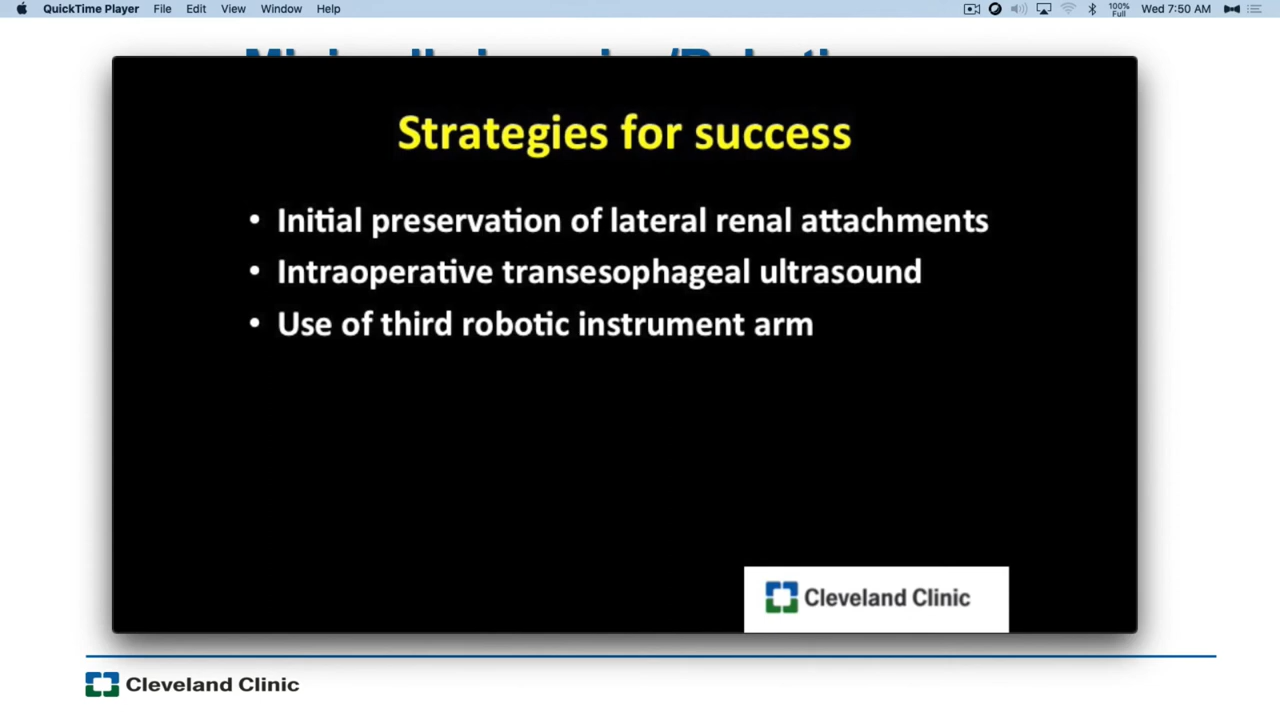 QuickTime Player File Edit View Window Help 100% Full Wed 7:50 AM
Strategies for success
• Initial preservation of lateral renal attachments
• Intraoperative transesophageal ultrasound
• Use of third robotic instrument arm
Cleveland Clinic
Cleveland Clinic